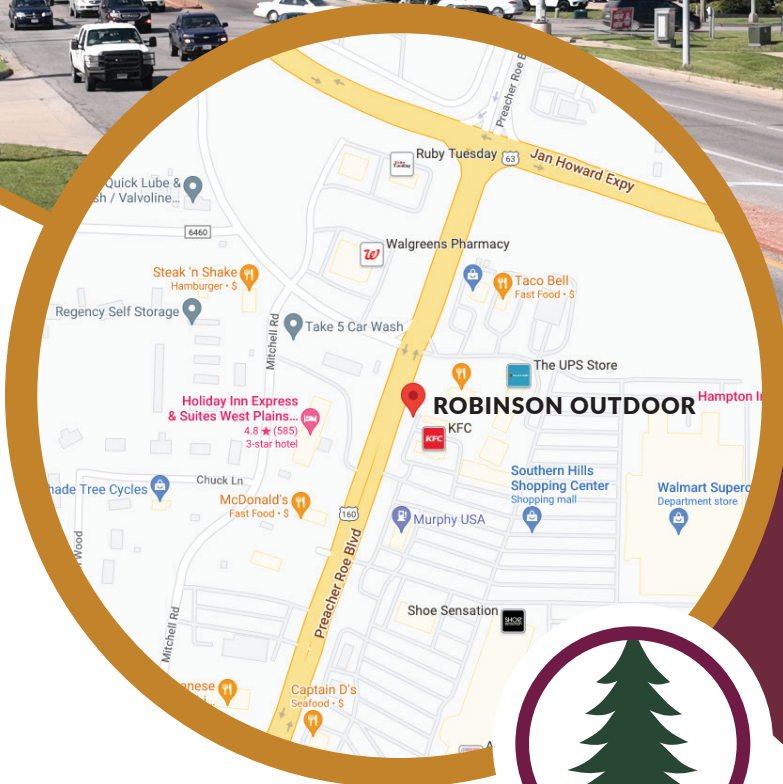 Preacher Roe B
Ruby Tuesday
63
Jan Howard Expy
Quick Lube &
sh / Valvoline...
6460
Walgreens Pharmacy
Steak 'n Shake
Hamburger • $
Taco Bell
Fast Food • $
Regency Self Storage
Mitchell Rd
Take 5 Car Wash
The UPS Store
Holiday Inn Express
& Suites West Plains...
4.8 ★ (585)
3-star hotel
ROBINSON OUTDOOR
Hampton In
KFC
KFC
Chuck Ln
hade Tree Cycles
McDonald's
Fast Food • $
Southern Hills
Shopping Center
Shopping mall
Walmart Superc
Department store
160
Murphy USA
Wood
Preacher Roe Blvd
Shoe Sensation
SHOE
Mitchell Rd
anese
Captain D's
Seafood • $